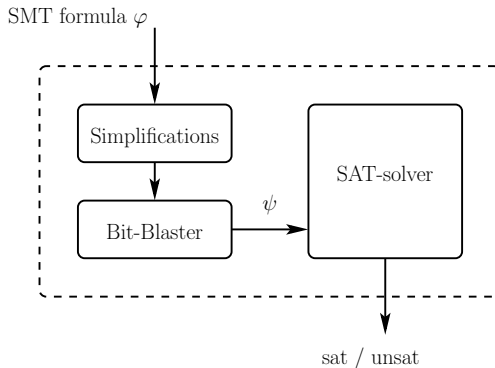 SMT formula φ
Simplifications
Bit-Blaster
ψ
SAT-solver
sat / unsat